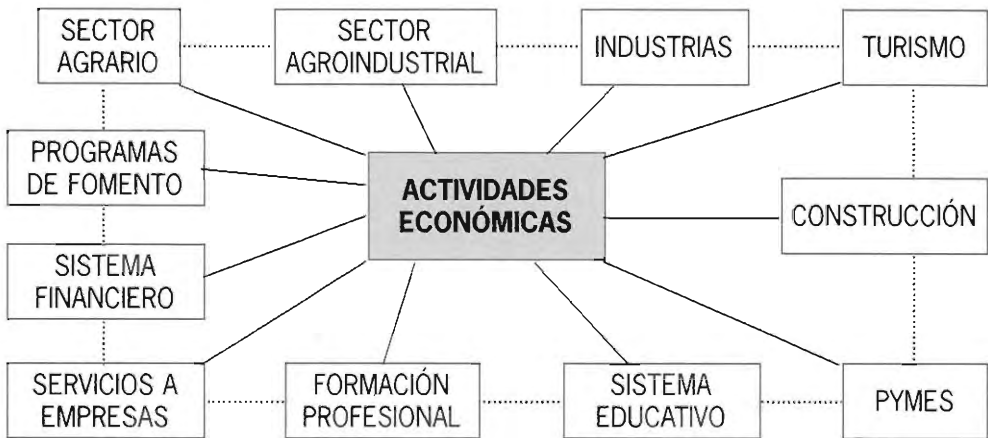 SECTOR
AGRARIO
SECTOR
AGROINDUSTRIAL
INDUSTRIAS
TURISMO
PROGRAMAS
DE FOMENTO
ACTIVIDADES
ECONÓMICAS
CONSTRUCCIÓN
SISTEMA
FINANCIERO
SERVICIOS A
EMPRESAS
FORMACIÓN
PROFESIONAL
SISTEMA
EDUCATIVO
PYMES